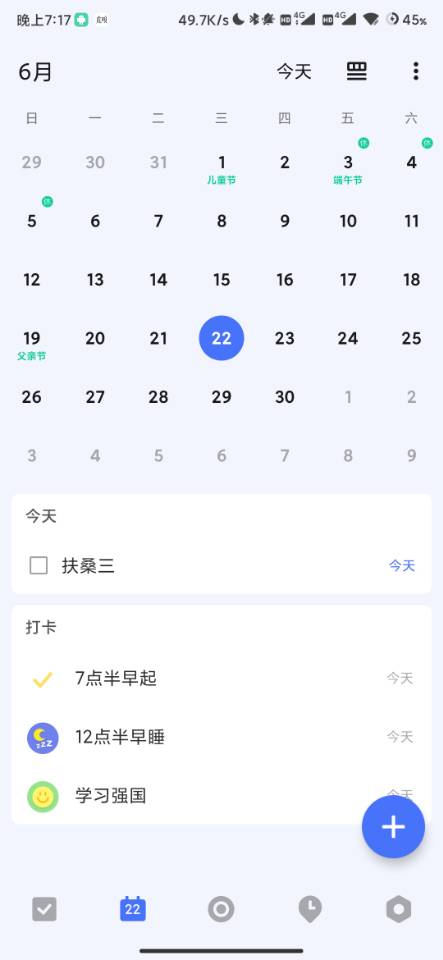 晚上7:17 49.7K/s HD 4G HD 4G 45%
6月 今天
日 一 二 三 四 五 六
29 30 31 1 2 3 4
儿童节 端午节 休 休
5 6 7 8 9 10 11
休
12 13 14 15 16 17 18
19 20 21 22 23 24 25
父亲节
26 27 28 29 30 1 2
3 4 5 6 7 8 9
今天
扶桑三 今天
打卡
7点半早起 今天
zzz 12点半早睡 今天
学习强国 今天
22